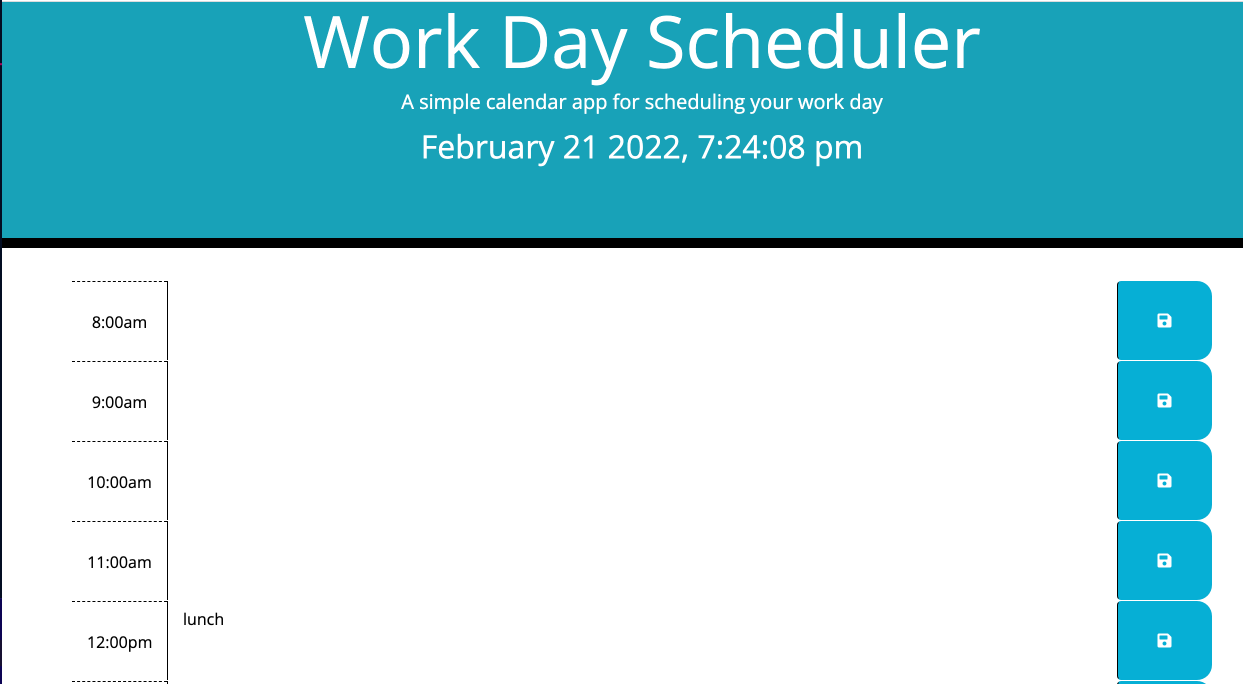 Work Day Scheduler
A simple calendar app for scheduling your work day
February 21 2022, 7:24:08 pm
8:00am
9:00am
10:00am
11:00am
lunch
12:00pm